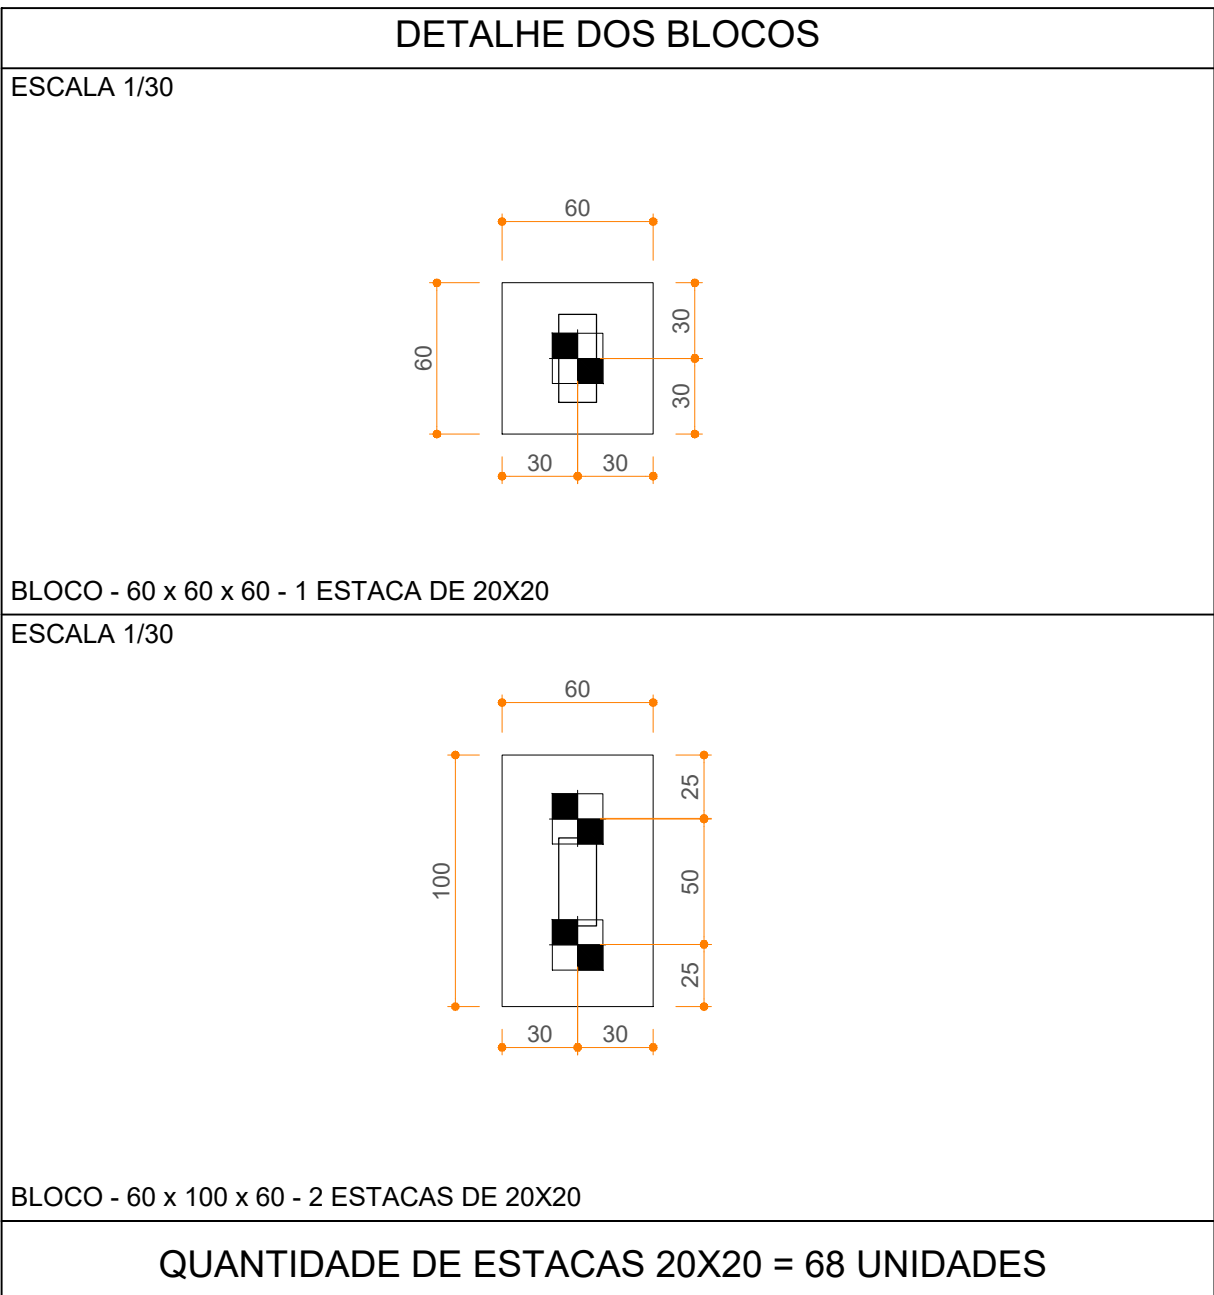 DETALHE DOS BLOCOS
ESCALA 1/30
60
60
30
30
30 30
BLOCO - 60 x 60 x 60 - 1 ESTACA DE 20X20
ESCALA 1/30
60
25
100
50
25
30 30
BLOCO - 60 x 100 x 60 - 2 ESTACAS DE 20X20
QUANTIDADE DE ESTACAS 20X20 = 68 UNIDADES